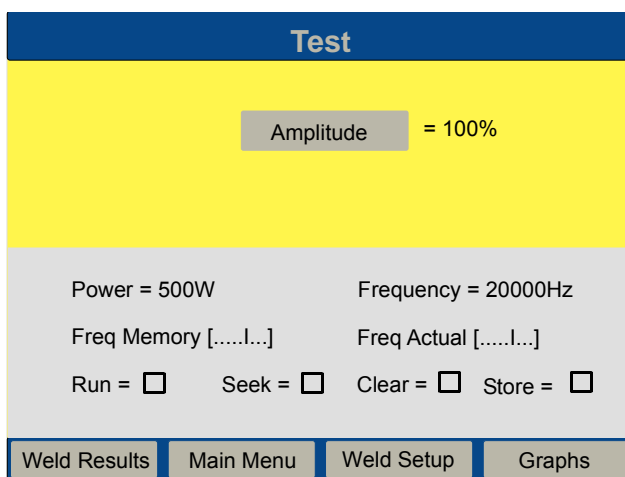 Test
Amplitude = 100%
Power = 500W Frequency = 20000Hz
Freq Memory [.....I...] Freq Actual [.....I...]
Run = Seek = Clear = Store =
Weld Results Main Menu Weld Setup Graphs